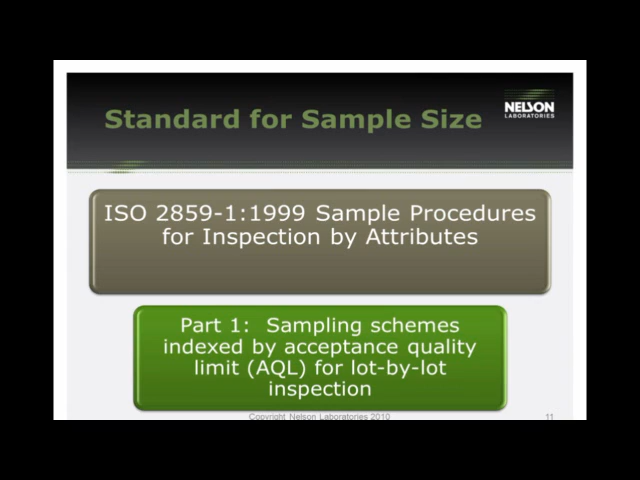 Standard for Sample Size
NELSON
LABORATORIES
ISO 2859-1:1999 Sample Procedures
for Inspection by Attributes
Part 1:  Sampling schemes
indexed by acceptance quality
limit (AQL) for lot-by-lot
inspection
Copyright Nelson Laboratories 2010
11